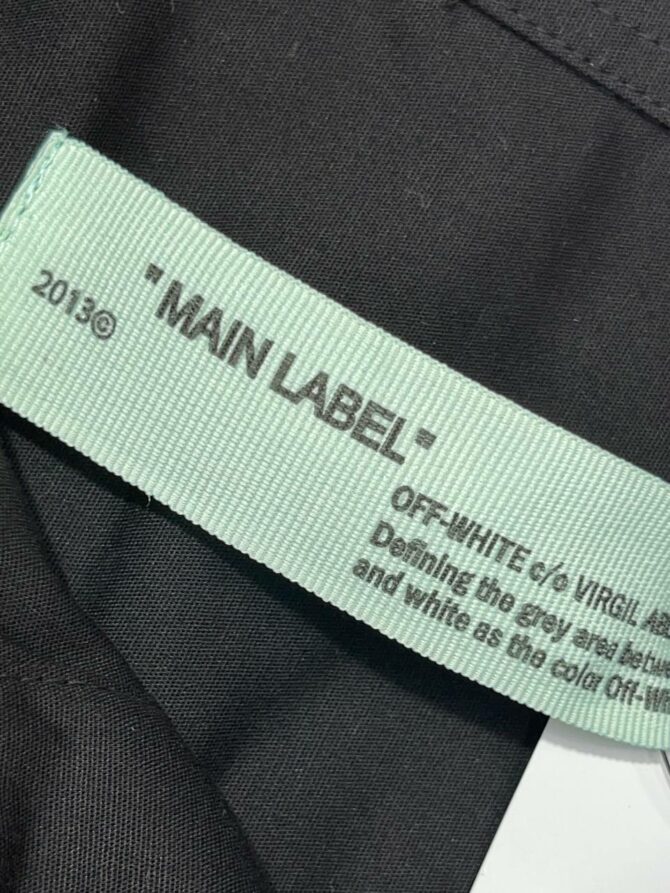 2013©
"MAIN LABEL"
OFF-WHITE c/o VIRGIL
Defining the grey area
and white as the color